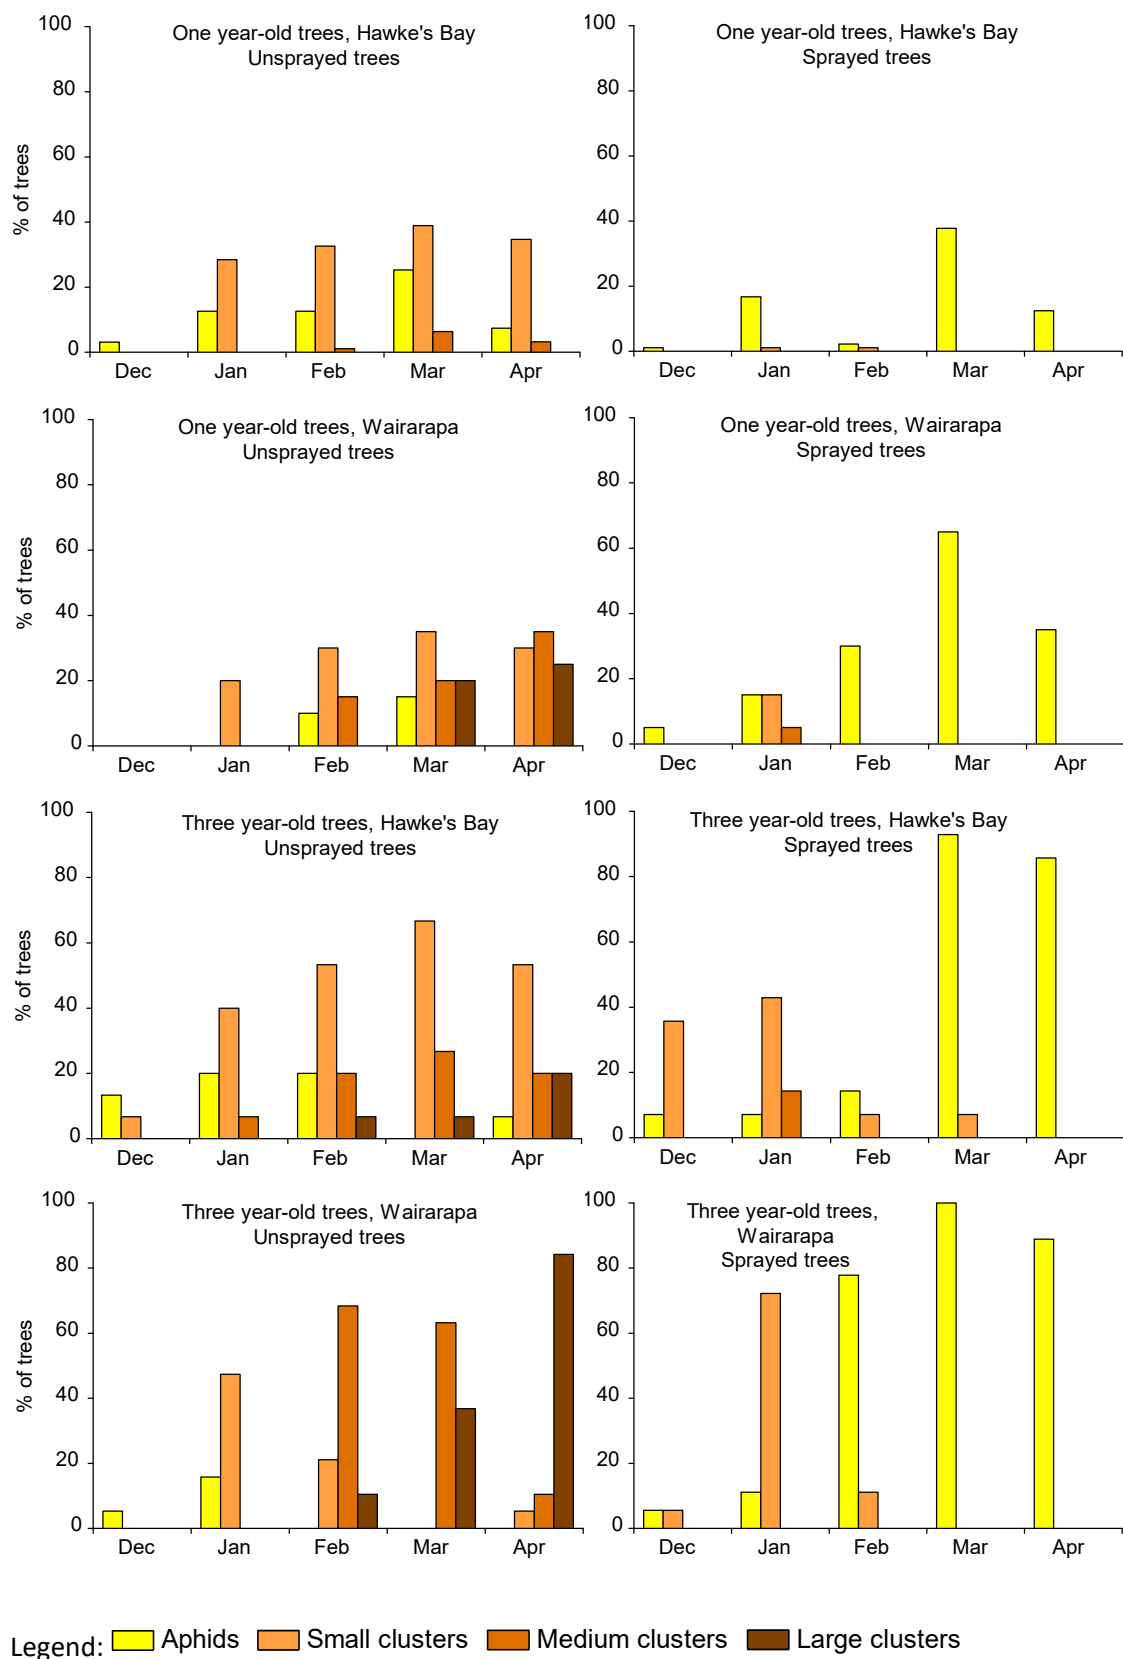 One year-old trees, Hawke's Bay
Unsprayed trees
% of trees
100
80
60
40
20
0
Dec Jan Feb Mar Apr
One year-old trees, Hawke's Bay
Sprayed trees
100
80
60
40
20
0
Dec Jan Feb Mar Apr
One year-old trees, Wairarapa
Unsprayed trees
% of trees
100
80
60
40
20
0
Dec Jan Feb Mar Apr
One year-old trees, Wairarapa
Sprayed trees
100
80
60
40
20
0
Dec Jan Feb Mar Apr
Three year-old trees, Hawke's Bay
Unsprayed trees
% of trees
100
80
60
40
20
0
Dec Jan Feb Mar Apr
Three year-old trees, Hawke's Bay
Sprayed trees
100
80
60
40
20
0
Dec Jan Feb Mar Apr
Three year-old trees, Wairarapa
Unsprayed trees
% of trees
100
80
60
40
20
0
Dec Jan Feb Mar Apr
Three year-old trees,
Wairarapa
Sprayed trees
100
80
60
40
20
0
Dec Jan Feb Mar Apr
Legend: Aphids Small clusters Medium clusters Large clusters